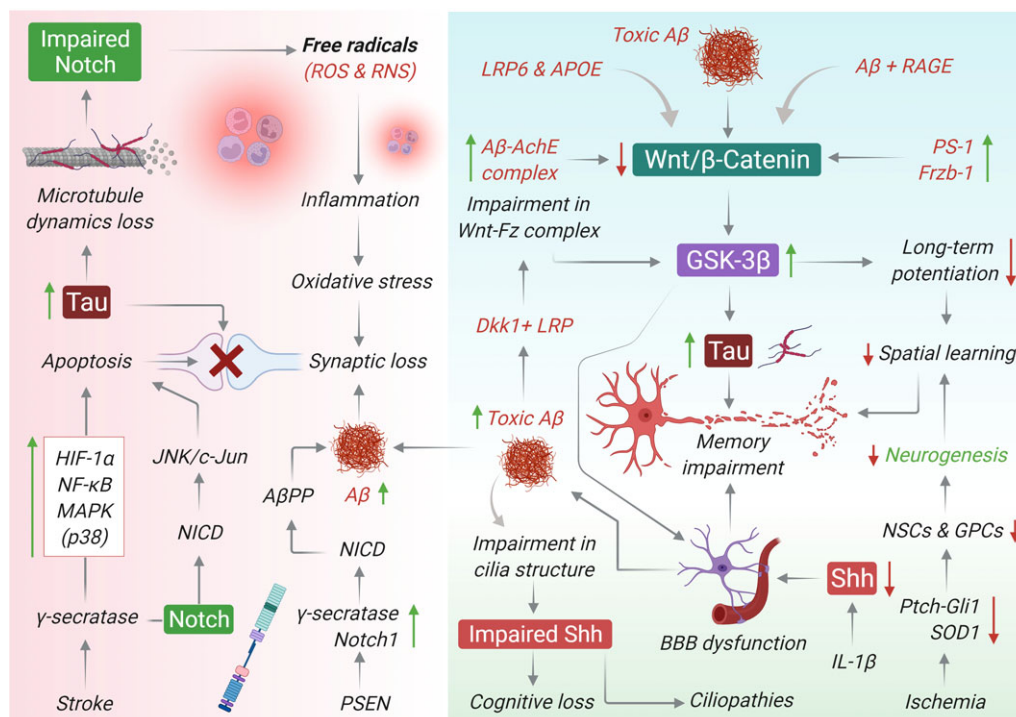 Impaired
Notch
Free radicals
(ROS & RNS)
Microtubule
dynamics loss
Inflammation
Oxidative stress
Tau
Apoptosis
Synaptic loss
HIF-1α
NF-κB
MAPK
(p38)
JNK/c-Jun
NICD
γ-secratase
Notch
Stroke
AβPP
Aβ
NICD
γ-secratase
Notch1
PSEN
Toxic Aβ
LRP6 & APOE
Aβ + RAGE
Aβ-AchE
complex
Wnt/β-Catenin
PS-1
Frzb-1
Impairment in
Wnt-Fz complex
GSK-3β
Long-term
potentiation
Dkk1+ LRP
Tau
Spatial learning
Toxic Aβ
Memory
impairment
Neurogenesis
Impairment in
cilia structure
NSCs & GPCs
Shh
Impaired Shh
BBB dysfunction
Ptch-Gli1
SOD1
IL-1β
Cognitive loss
Ciliopathies
Ischemia